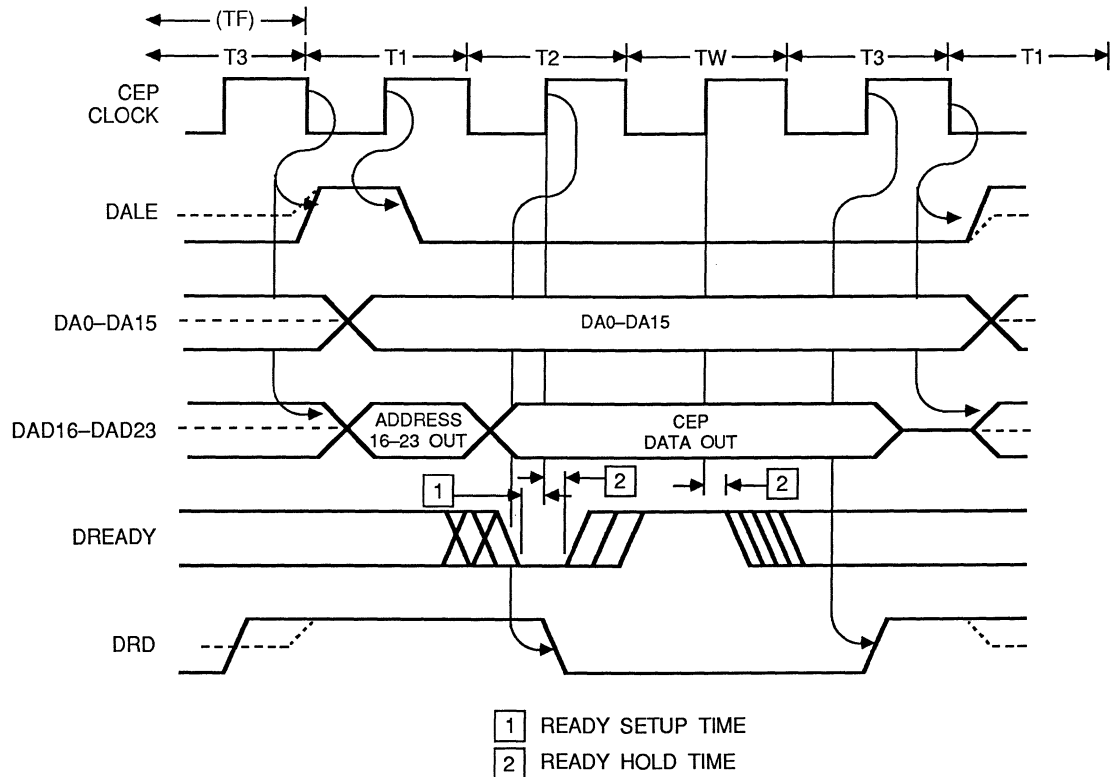 (TF)
T3 T1 T2 TW T3 T1
CEP
CLOCK
DALE
DA0–DA15 DA0–DA15
DAD16–DAD23 ADDRESS
16–23 OUT
CEP
DATA OUT
1 2 2
DREADY
DRD
1 READY SETUP TIME
2 READY HOLD TIME